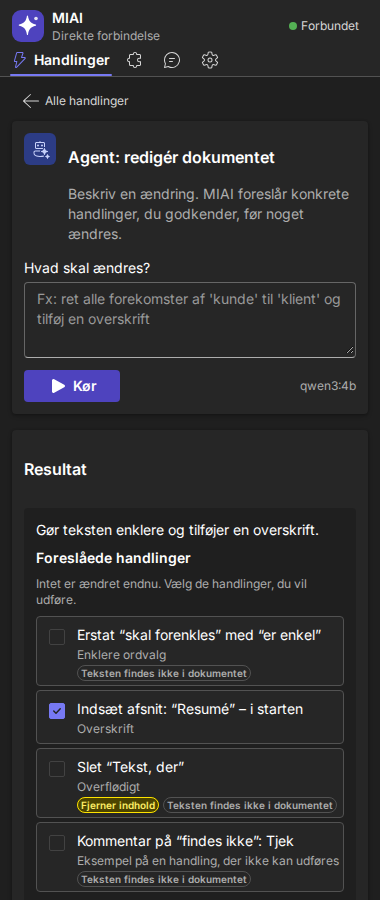 MIAI
Direkte forbindelse
Forbundet
Handlinger
Alle handlinger
Agent: redigér dokumentet
Beskriv en ændring. MIAI foreslår konkrete
handlinger, du godkender, før noget
ændres.
Hvad skal ændres?
Fx: ret alle forekomster af 'kunde' til 'klient' og
tilføj en overskrift
Kør
qwen3:4b
Resultat
Gør teksten enklere og tilføjer en overskrift.
Foreslåede handlinger
Intet er ændret endnu. Vælg de handlinger, du vil
udføre.
Erstat “skal forenkles” med “er enkel”
Enklere ordvalg
Teksten findes ikke i dokumentet
Indsæt afsnit: “Resumé” – i starten
Overskrift
Slet “Tekst, der”
Overflødigt
Fjerner indhold Teksten findes ikke i dokumentet
Kommentar på “findes ikke”: Tjek
Eksempel på en handling, der ikke kan udføres
Teksten findes ikke i dokumentet